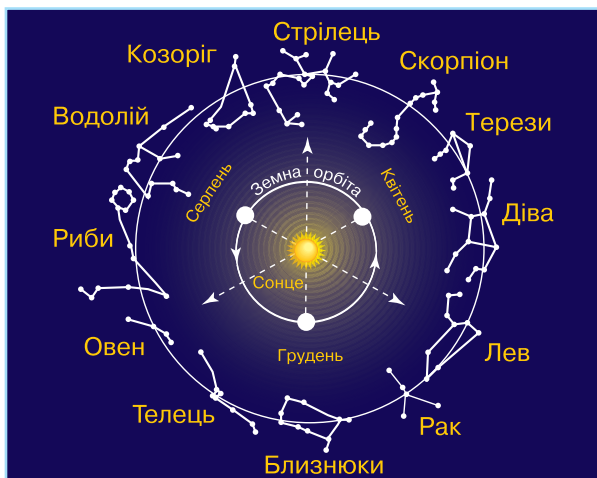 Стрілець
Козоріг
Скорпіон
Водолій
Терези
Земна орбіта
Серпень
Квітень
Діва
Риби
Сонце
Овен
Грудень
Лев
Телець
Рак
Близнюки